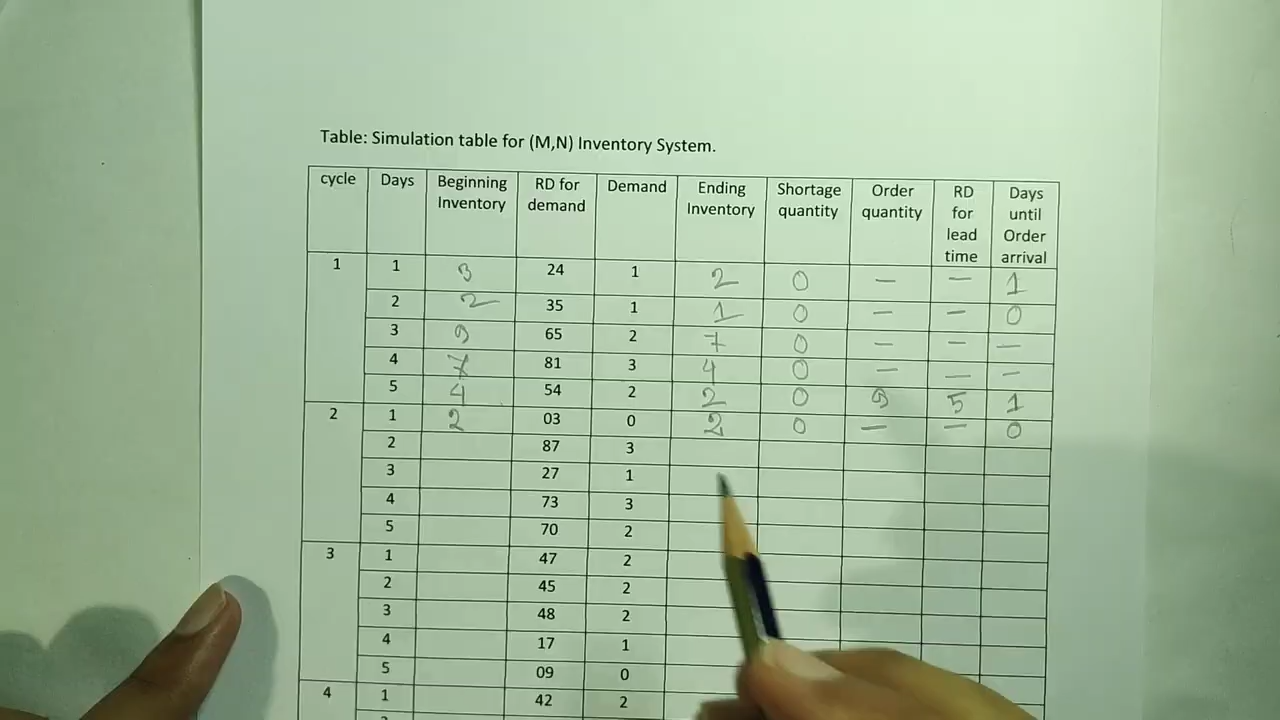 Table: Simulation table for (M,N) Inventory System.
cycle Days Beginning Inventory RD for demand Demand Ending Inventory Shortage quantity Order quantity RD for lead time Days until Order arrival
1 1 3 24 1 2 0 — — 1
2 2 35 1 1 0 — — 0
3 9 65 2 7 0 — — —
4 7 81 3 4 0 — — —
5 4 54 2 2 0 9 5 1
2 1 2 03 0 2 0 — — 0
2 87 3
3 27 1
4 73 3
5 70 2
3 1 47 2
2 45 2
3 48 2
4 17 1
5 09 0
4 1 42 2